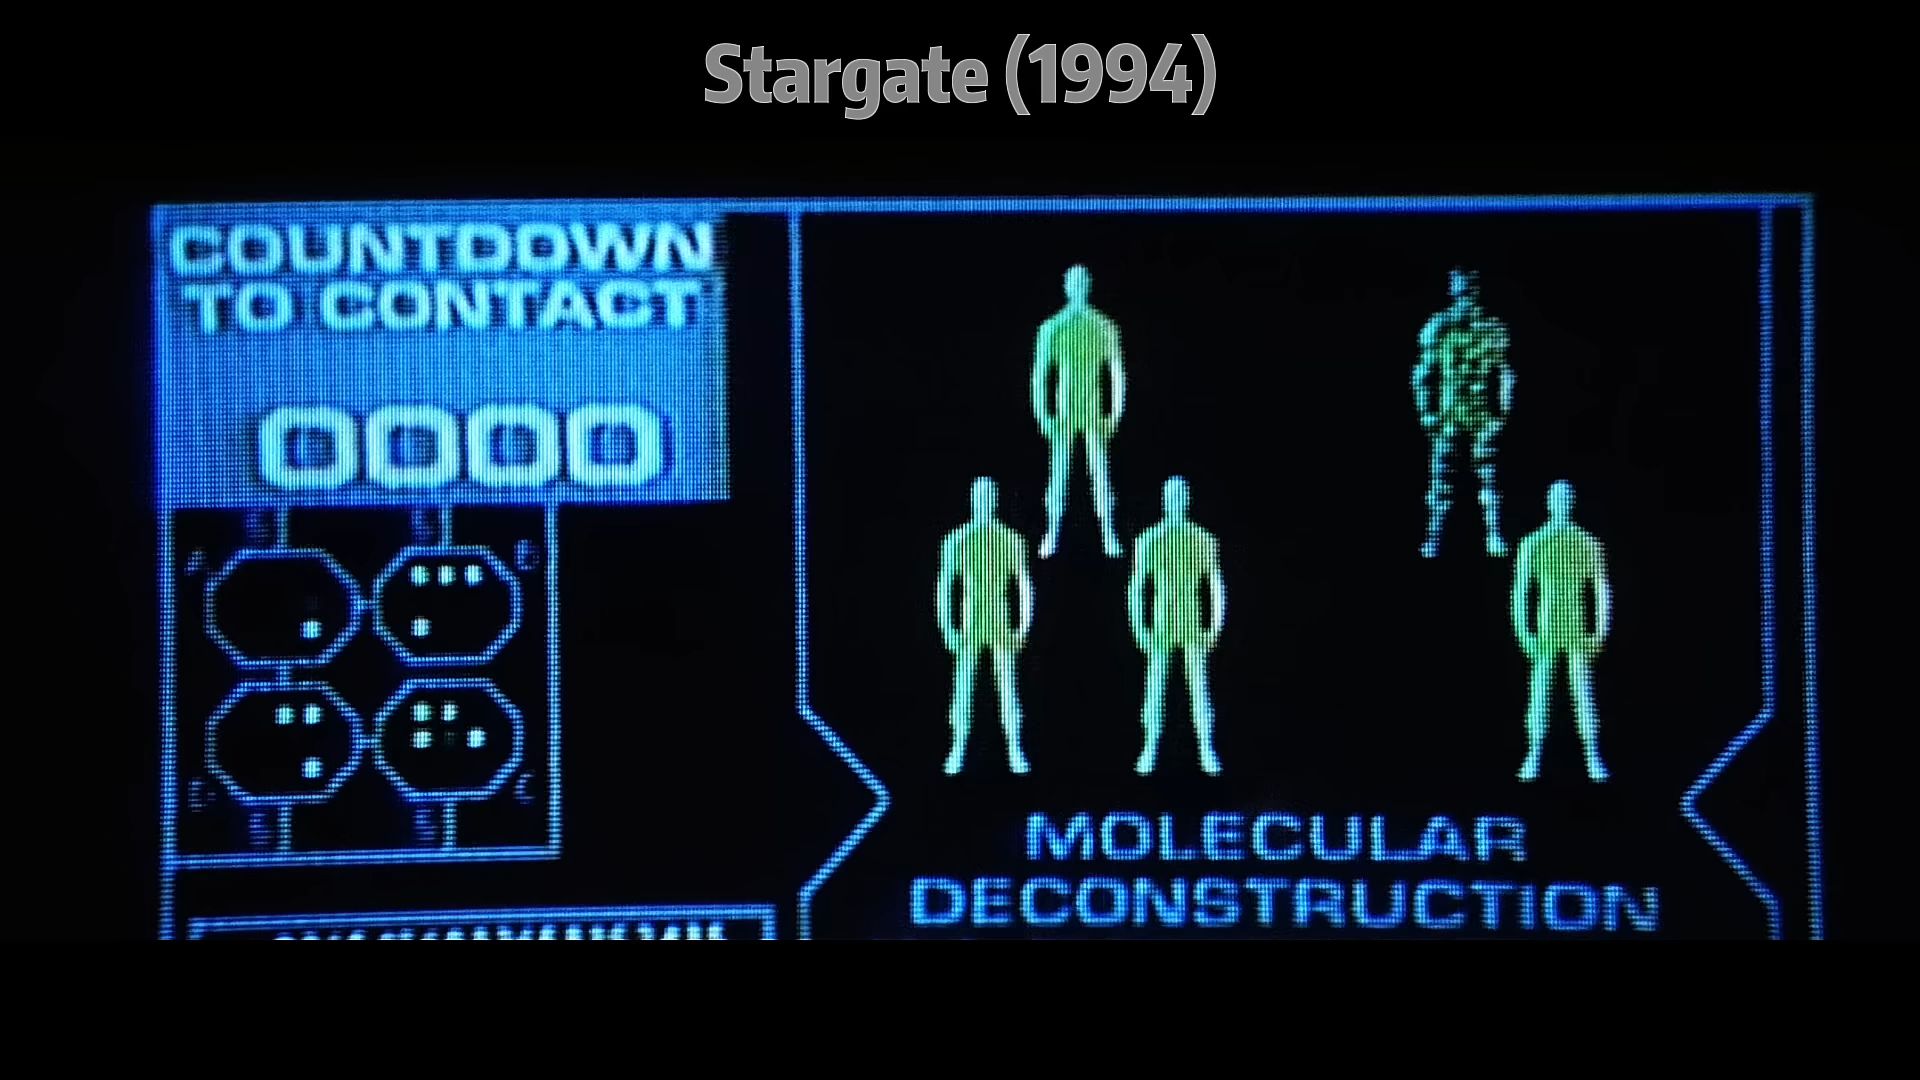 Stargate (1994)
COUNTDOWN
TO CONTACT
0000
MOLECULAR
DECONSTRUCTION